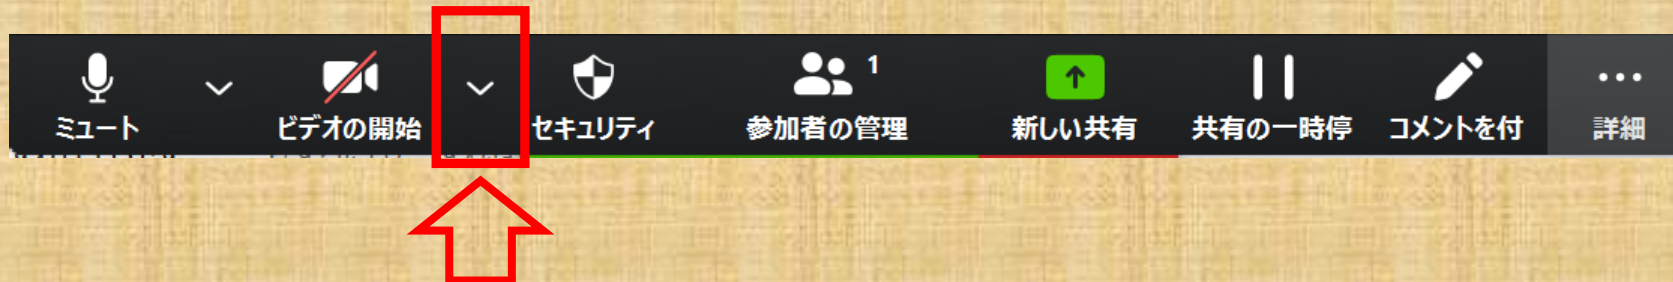 1
ミュート ビデオの開始 セキュリティ 参加者の管理 新しい共有 共有の一時停 コメントを付 詳細